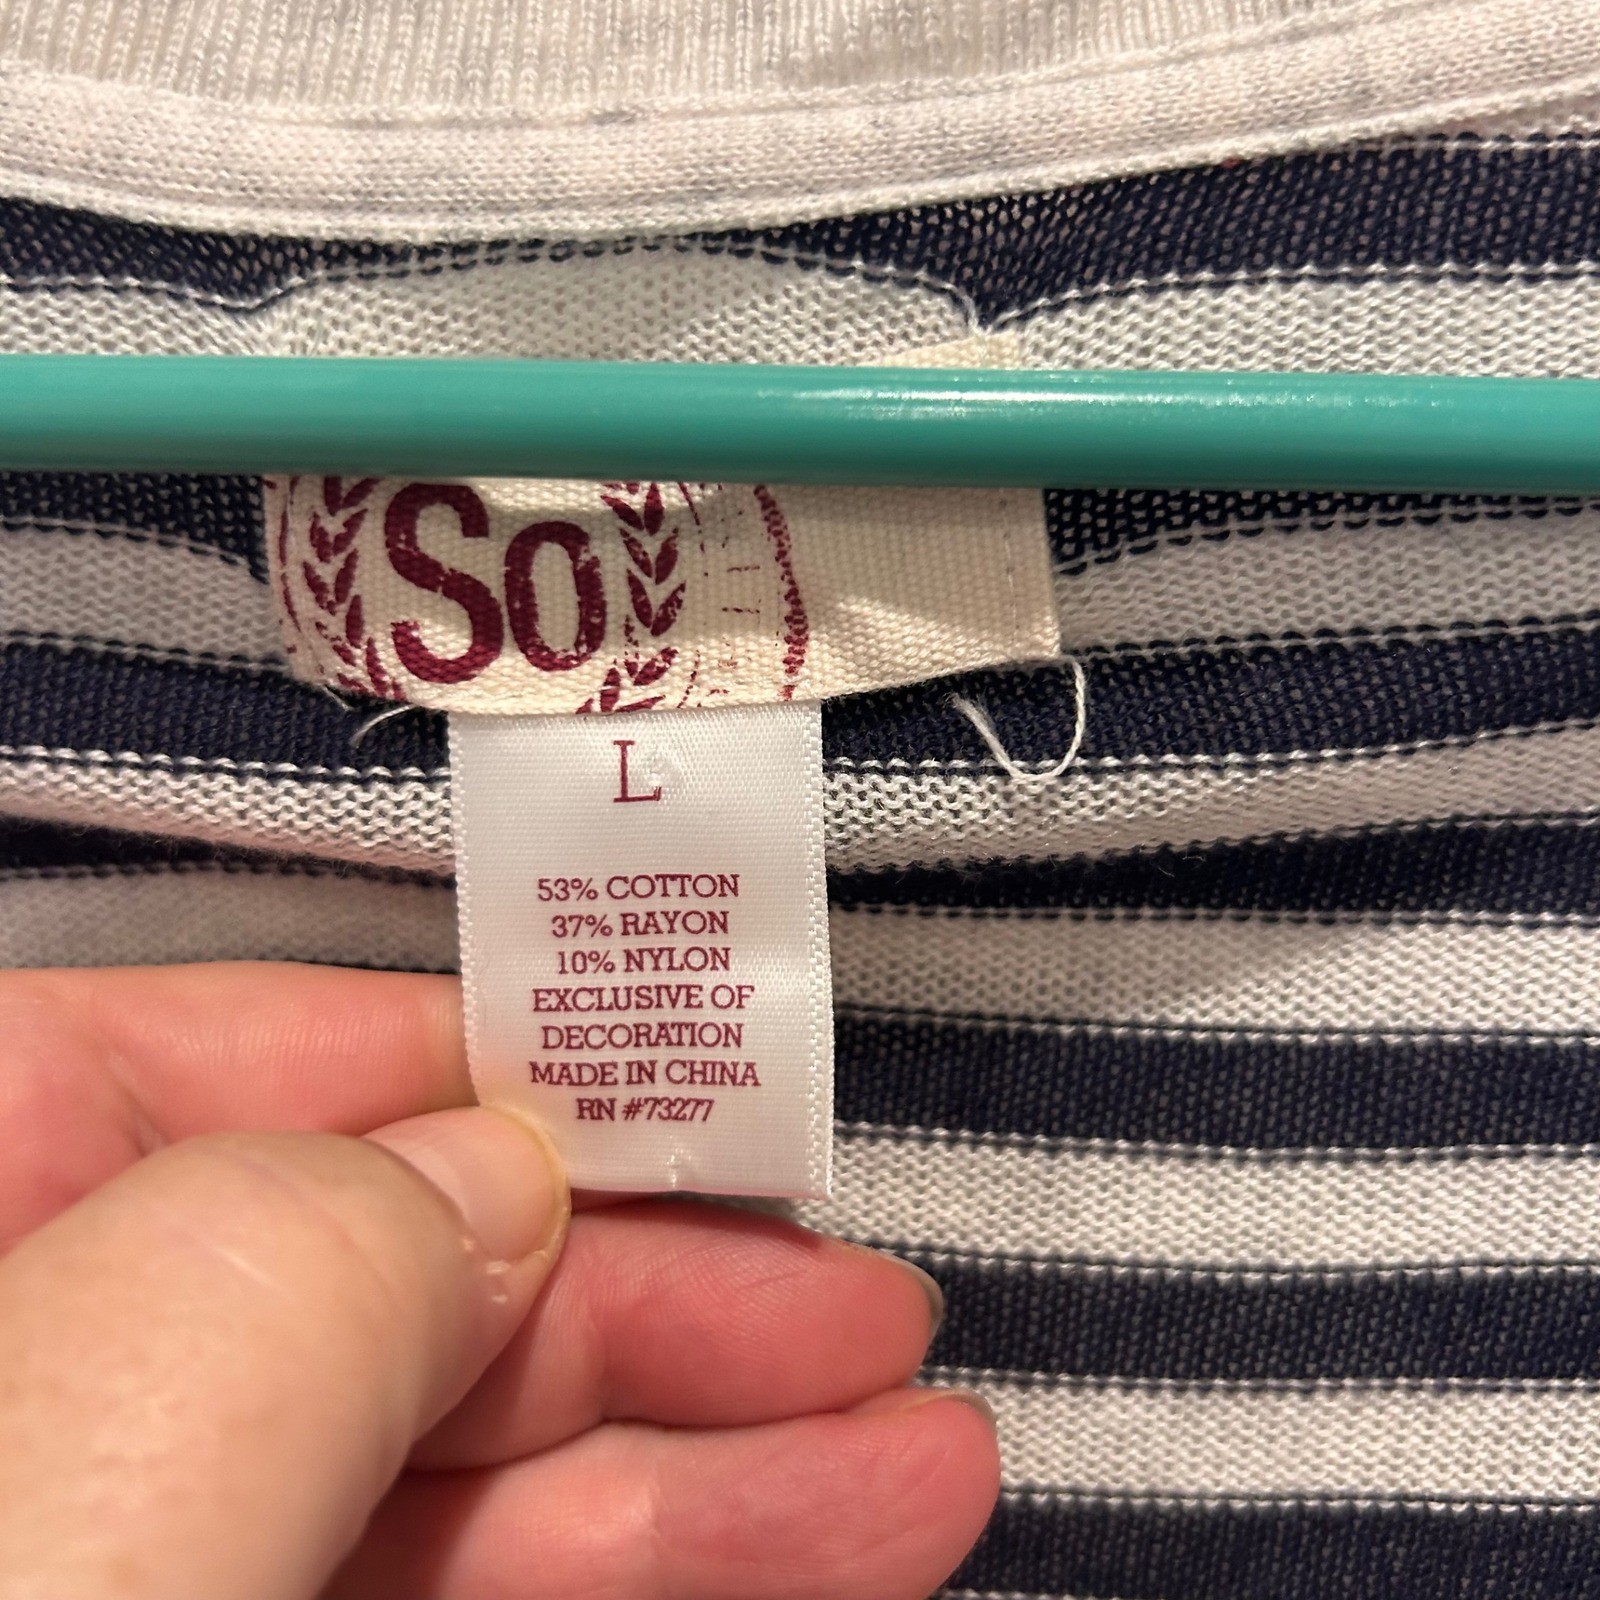 So
L
53% COTTON
37% RAYON
10% NYLON
EXCLUSIVE OF
DECORATION
MADE IN CHINA
RN #73277